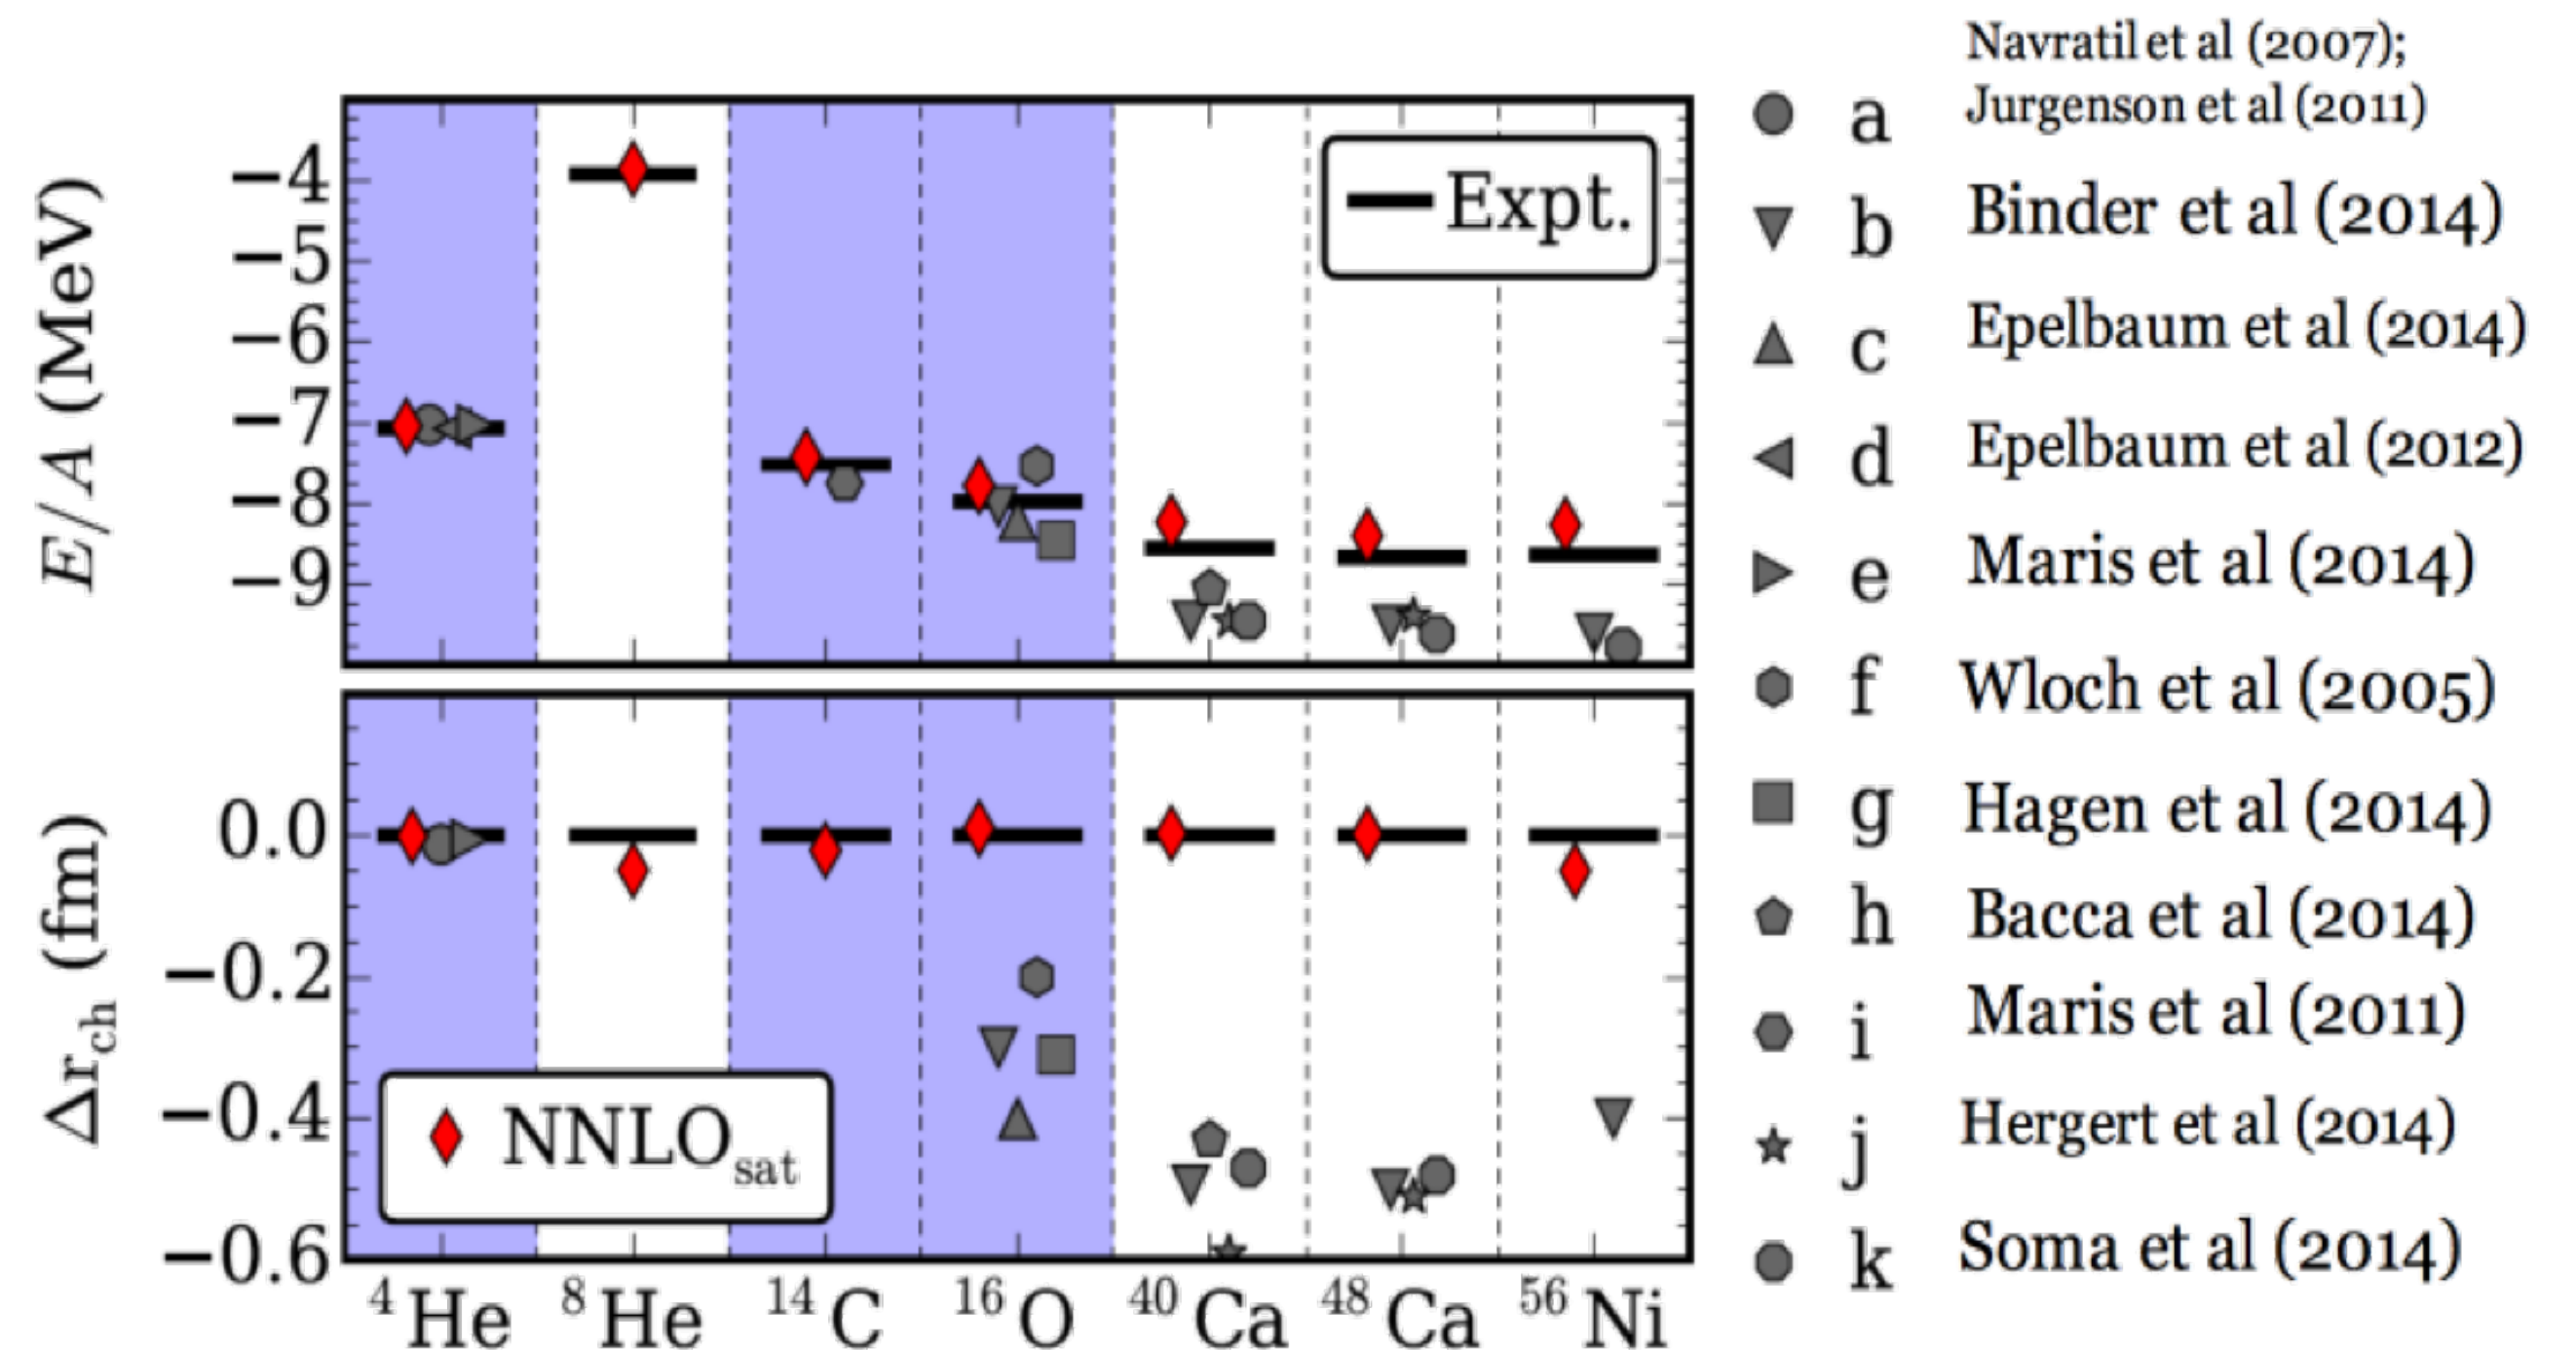 E/A (MeV)
−4
−5
−6
−7
−8
−9
Expt.
Δr_ch (fm)
0.0
−0.2
−0.4
−0.6
NNLO_sat
⁴He ⁸He ¹⁴C ¹⁶O ⁴⁰Ca ⁴⁸Ca ⁵⁶Ni
Navratil et al (2007);
a Jurgenson et al (2011)
b Binder et al (2014)
c Epelbaum et al (2014)
d Epelbaum et al (2012)
e Maris et al (2014)
f Wloch et al (2005)
g Hagen et al (2014)
h Bacca et al (2014)
i Maris et al (2011)
j Hergert et al (2014)
k Soma et al (2014)